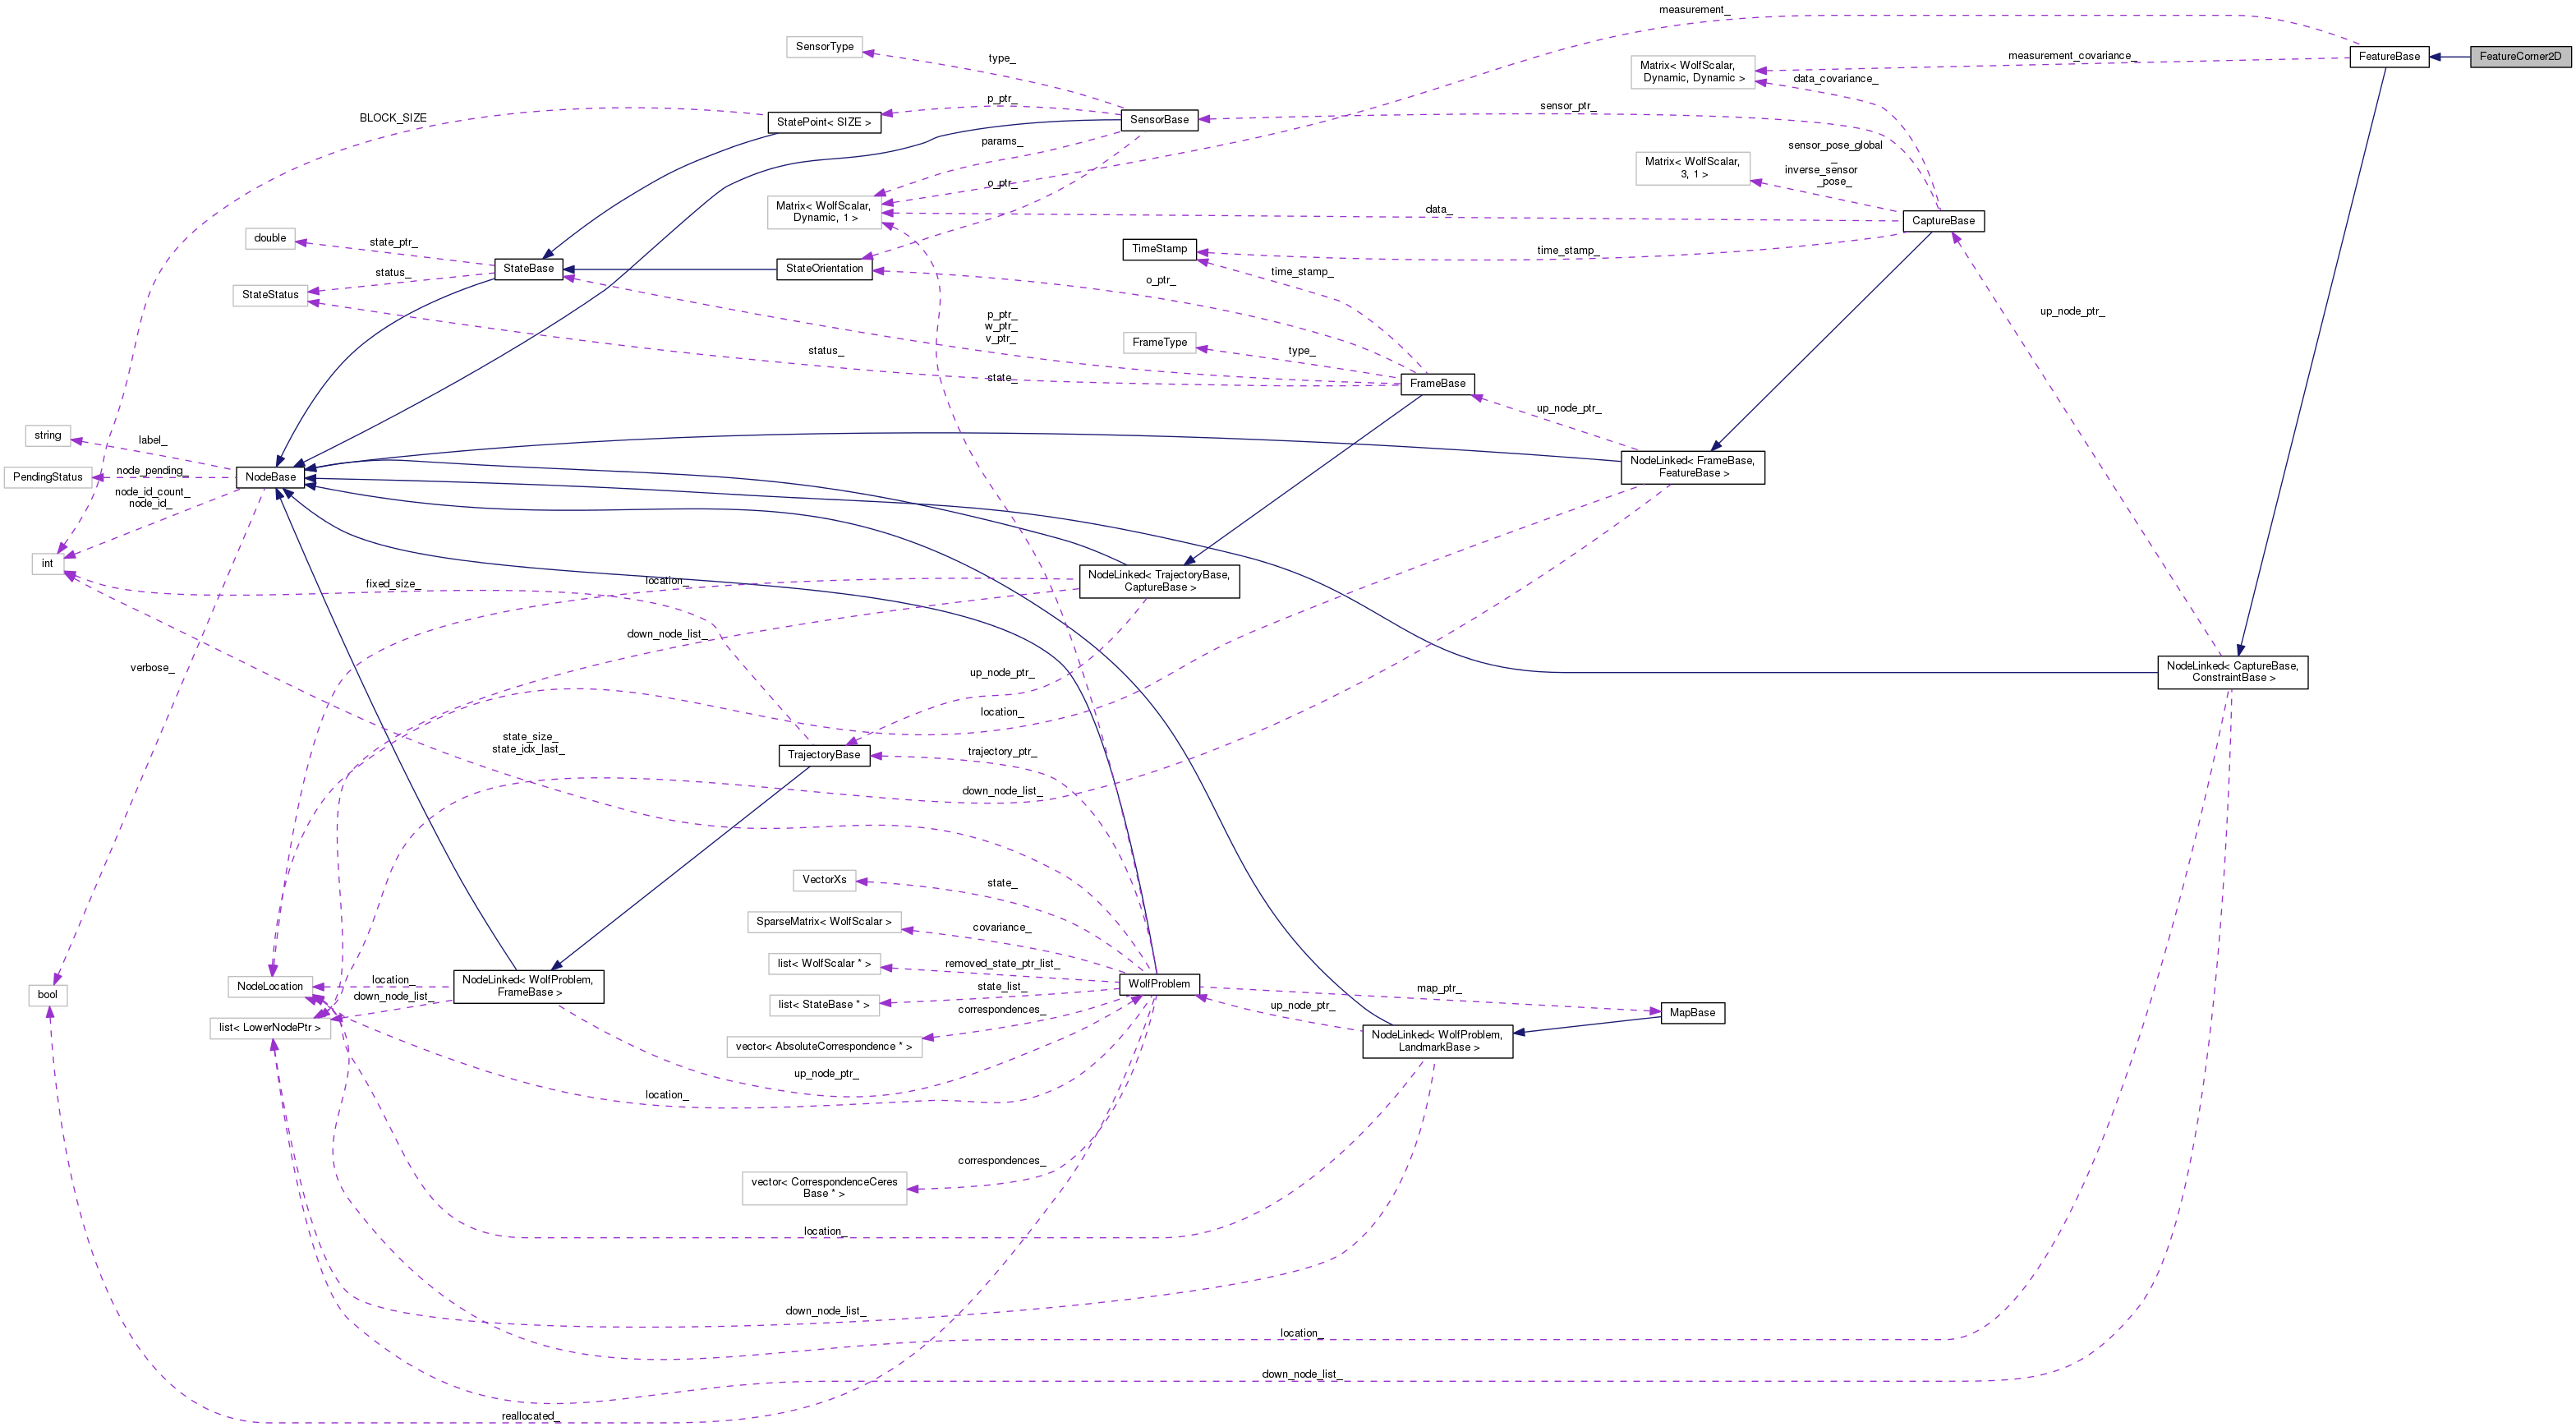 measurement_
SensorType
type_
FeatureBase
FeatureCorner2D
measurement_covariance_
Matrix< WolfScalar,
Dynamic, Dynamic >
data_covariance_
p_ptr_
sensor_ptr_
BLOCK_SIZE
StatePoint< SIZE >
SensorBase
params_
sensor_pose_global
_
inverse_sensor
_pose_
Matrix< WolfScalar,
3, 1 >
o_ptr_
Matrix< WolfScalar,
Dynamic, 1 >
data_
CaptureBase
double
state_ptr_
TimeStamp
time_stamp_
StateBase
StateOrientation
status_
time_stamp_
o_ptr_
StateStatus
up_node_ptr_
p_ptr_
w_ptr_
v_ptr_
FrameType
type_
status_
state_
FrameBase
up_node_ptr_
string
label_
NodeLinked< FrameBase,
FeatureBase >
PendingStatus
node_pending_
NodeBase
node_id_count_
node_id_
int
fixed_size_
location_
NodeLinked< TrajectoryBase,
CaptureBase >
down_node_list_
verbose_
up_node_ptr_
NodeLinked< CaptureBase,
ConstraintBase >
location_
state_size_
state_idx_last_
TrajectoryBase
trajectory_ptr_
down_node_list_
VectorXs
state_
SparseMatrix< WolfScalar >
covariance_
list< WolfScalar * >
removed_state_ptr_list_
NodeLocation
location_
NodeLinked< WolfProblem,
FrameBase >
WolfProblem
map_ptr_
bool
down_node_list_
list< StateBase * >
state_list_
up_node_ptr_
MapBase
list< LowerNodePtr >
correspondences_
vector< AbsoluteCorrespondence * >
NodeLinked< WolfProblem,
LandmarkBase >
up_node_ptr_
location_
correspondences_
vector< CorrespondenceCeres
Base * >
location_
down_node_list_
location_
down_node_list_
reallocated_